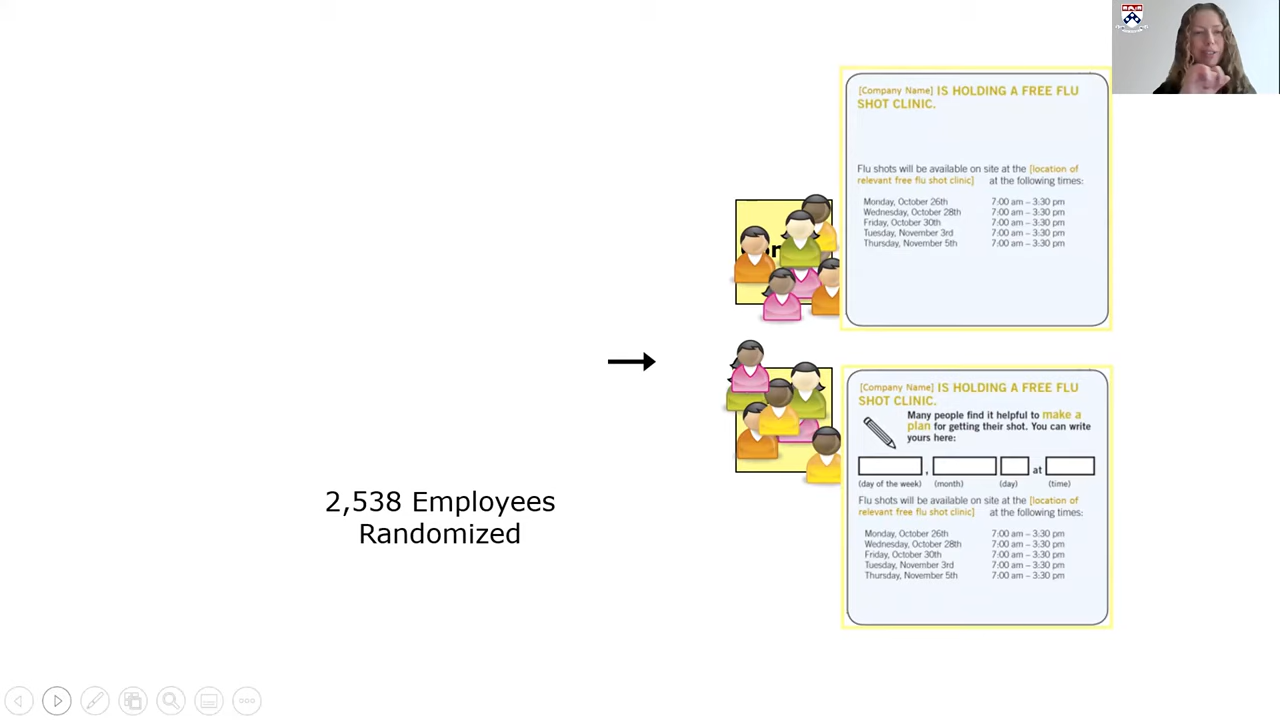 [Company Name] IS HOLDING A FREE FLU
SHOT CLINIC.
Flu shots will be available on site at the [location of
relevant free flu shot clinic] at the following times:
Monday, October 26th 7:00 am – 3:30 pm
Wednesday, October 28th 7:00 am – 3:30 pm
Friday, October 30th 7:00 am – 3:30 pm
Tuesday, November 3rd 7:00 am – 3:30 pm
Thursday, November 5th 7:00 am – 3:30 pm
[Company Name] IS HOLDING A FREE FLU
SHOT CLINIC.
Many people find it helpful to make a
plan for getting their shot. You can write
yours here:
, at
(day of the week) (month) (day) (time)
Flu shots will be available on site at the [location of
relevant free flu shot clinic] at the following times:
Monday, October 26th 7:00 am – 3:30 pm
Wednesday, October 28th 7:00 am – 3:30 pm
Friday, October 30th 7:00 am – 3:30 pm
Tuesday, November 3rd 7:00 am – 3:30 pm
Thursday, November 5th 7:00 am – 3:30 pm
2,538 Employees
Randomized